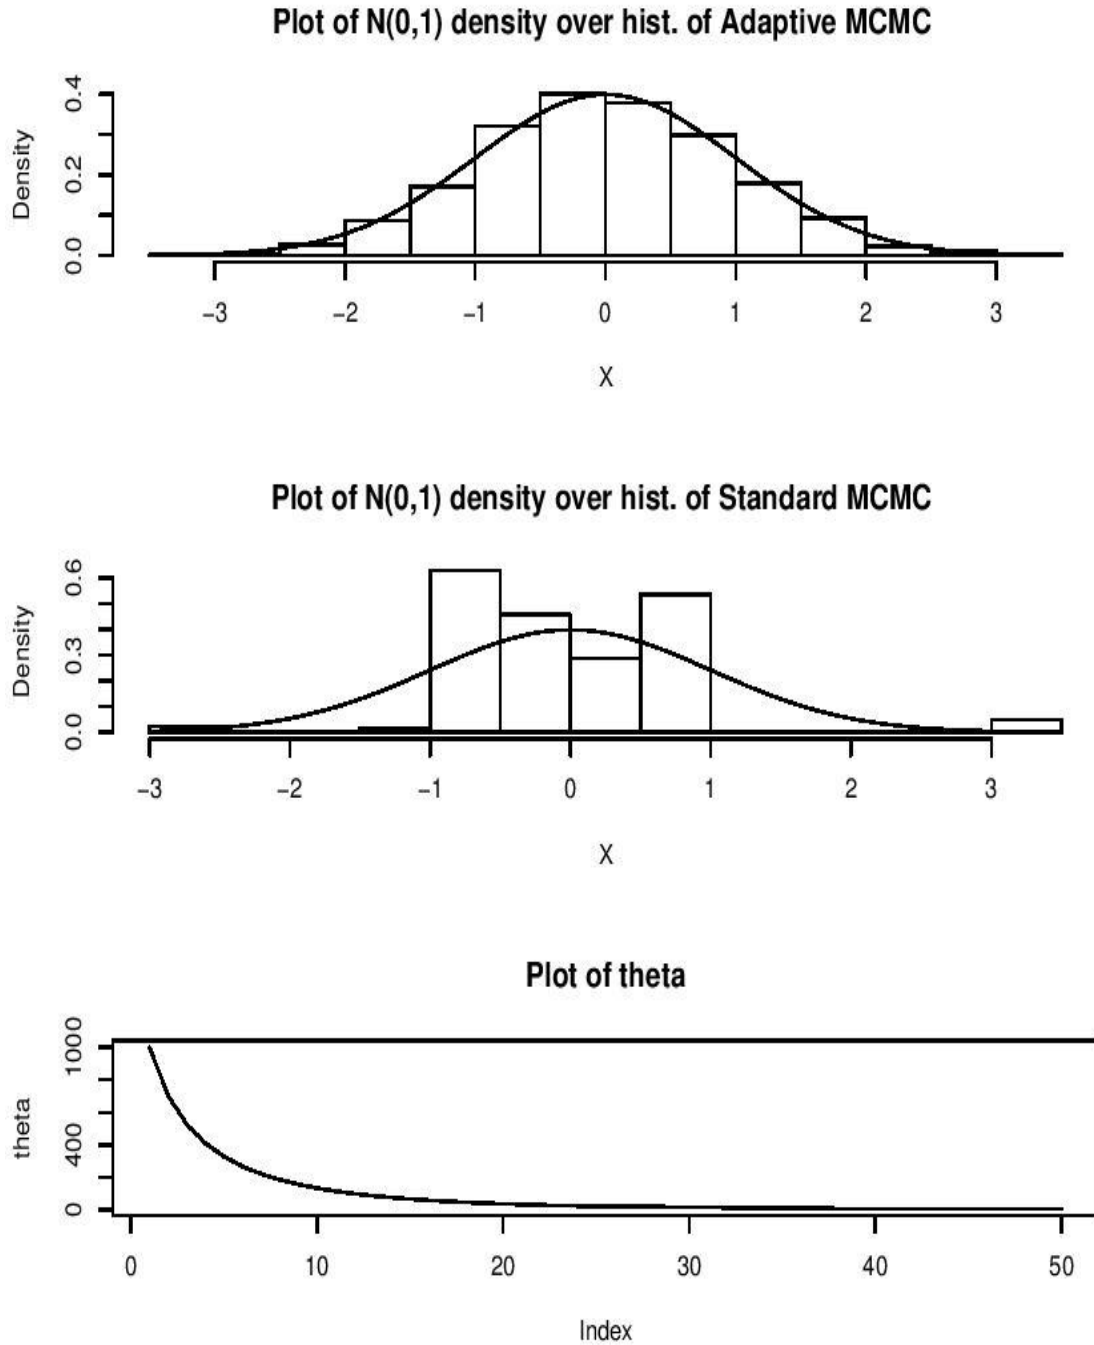 Plot of N(0,1) density over hist. of Adaptive MCMC
Density
0.0 0.2 0.4
−3 −2 −1 0 1 2 3
X
Plot of N(0,1) density over hist. of Standard MCMC
Density
0.0 0.3 0.6
−3 −2 −1 0 1 2 3
X
Plot of theta
theta
0 400 1000
0 10 20 30 40 50
Index